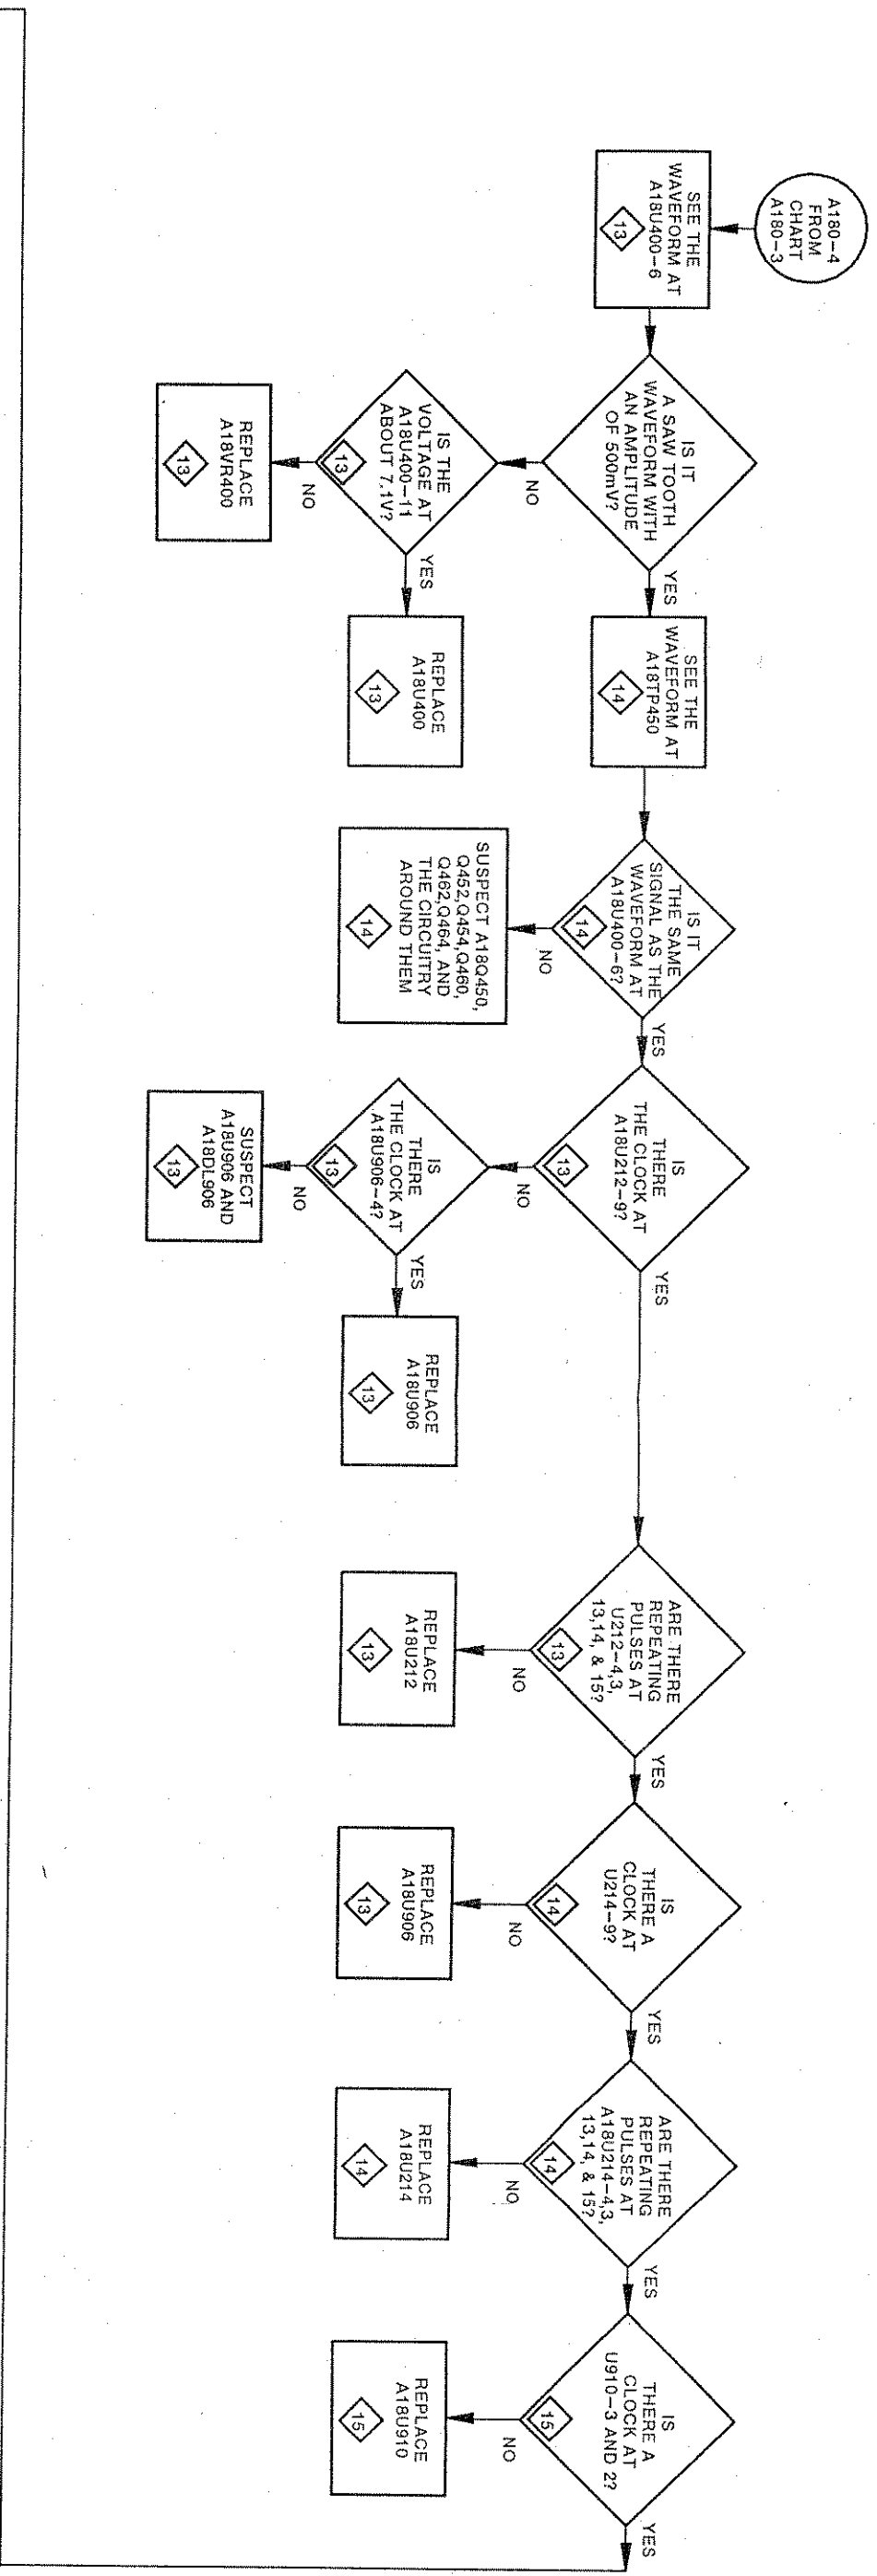 A180-4
FROM
CHART
A180-3
SEE THE
WAVEFORM AT
A18U400-6
13
IS IT
A SAW TOOTH
WAVEFORM WITH
AN AMPLITUDE
OF 500mV?
YES
NO
IS THE
VOLTAGE AT
A18U400-11
ABOUT 7.1V?
13
YES
NO
REPLACE
A18VR400
13
REPLACE
A18U400
13
SEE THE
WAVEFORM AT
A18TP450
14
IS IT
THE SAME
SIGNAL AS THE
WAVEFORM AT
A18U400-6?
14
YES
NO
SUSPECT A18Q450,
Q452,Q454,Q460,
Q462,Q464, AND
THE CIRCUITRY
AROUND THEM
14
IS
THERE
THE CLOCK AT
A18U212-9?
13
YES
NO
IS
THERE
THE CLOCK AT
A18U906-4?
13
YES
NO
SUSPECT
A18U906 AND
A18DL906
13
REPLACE
A18U906
13
ARE THERE
REPEATING
PULSES AT
U212-4,3,
13,14, & 15?
13
YES
NO
REPLACE
A18U212
13
IS
THERE A
CLOCK AT
U214-9?
14
YES
NO
REPLACE
A18U906
13
ARE THERE
REPEATING
PULSES AT
A18U214-4,3,
13,14, & 15?
14
YES
NO
REPLACE
A18U214
14
IS
THERE A
CLOCK AT
U910-3 AND 2?
15
YES
NO
REPLACE
A18U910
15